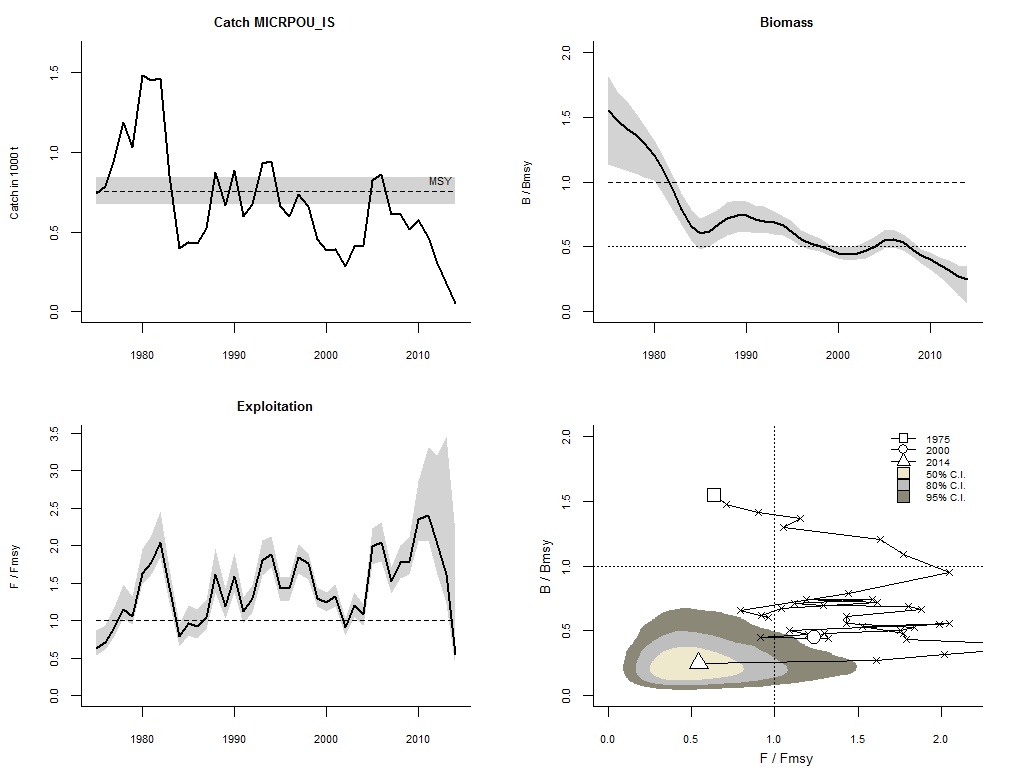 Catch MICRPOU_IS
Catch in 1000 t
0.0 0.5 1.0 1.5
MSY
1980 1990 2000 2010
Biomass
B / Bmsy
0.0 0.5 1.0 1.5 2.0
1980 1990 2000 2010
Exploitation
F / Fmsy
0.0 0.5 1.0 1.5 2.0 2.5 3.0 3.5
1980 1990 2000 2010
B / Bmsy
0.0 0.5 1.0 1.5 2.0
1975
2000
2014
50% C.I.
80% C.I.
95% C.I.
0.0 0.5 1.0 1.5 2.0
F / Fmsy